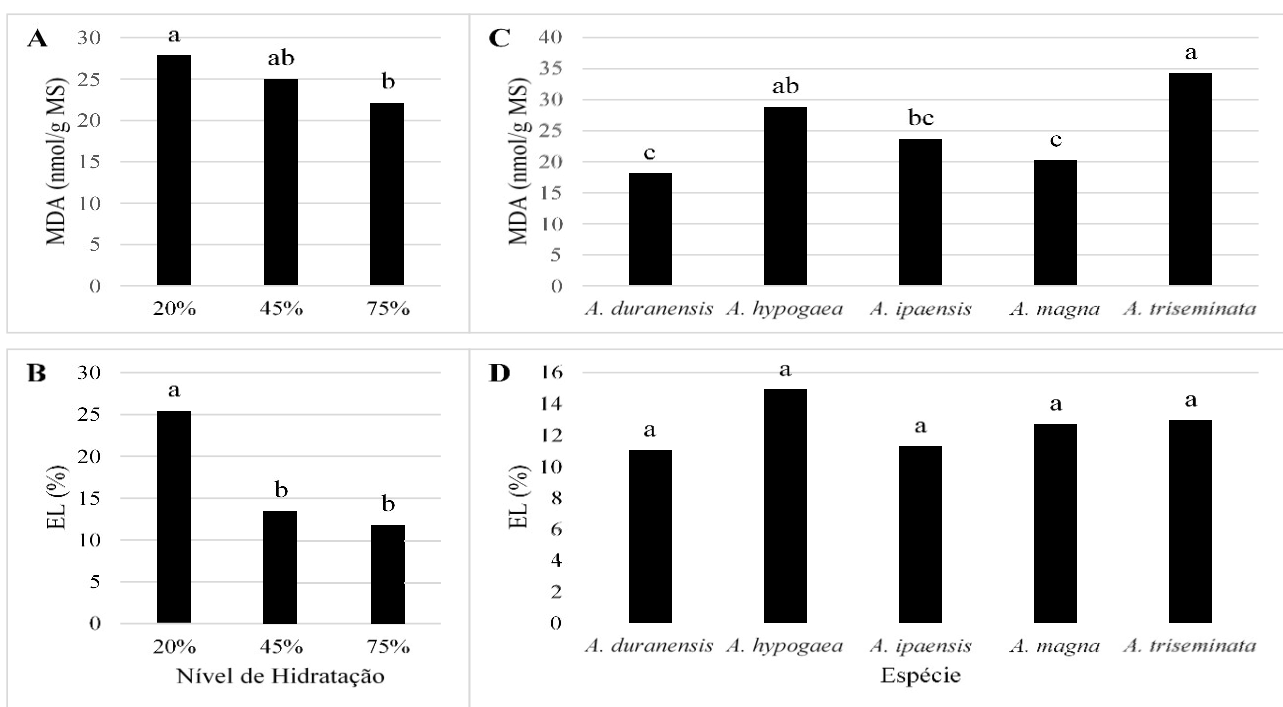 A
MDA (nmol/g MS)
30
25
20
15
10
5
0
a
ab
b
20% 45% 75%
C
MDA (nmol/g MS)
40
35
30
25
20
15
10
5
0
c
ab
bc
c
a
A. duranensis A. hypogaea A. ipaensis A. magna A. triseminata
B
EL (%)
30
25
20
15
10
5
0
a
b
b
20% 45% 75%
Nível de Hidratação
D
EL (%)
16
14
12
10
8
6
4
2
0
a
a
a
a
a
A. duranensis A. hypogaea A. ipaensis A. magna A. triseminata
Espécie